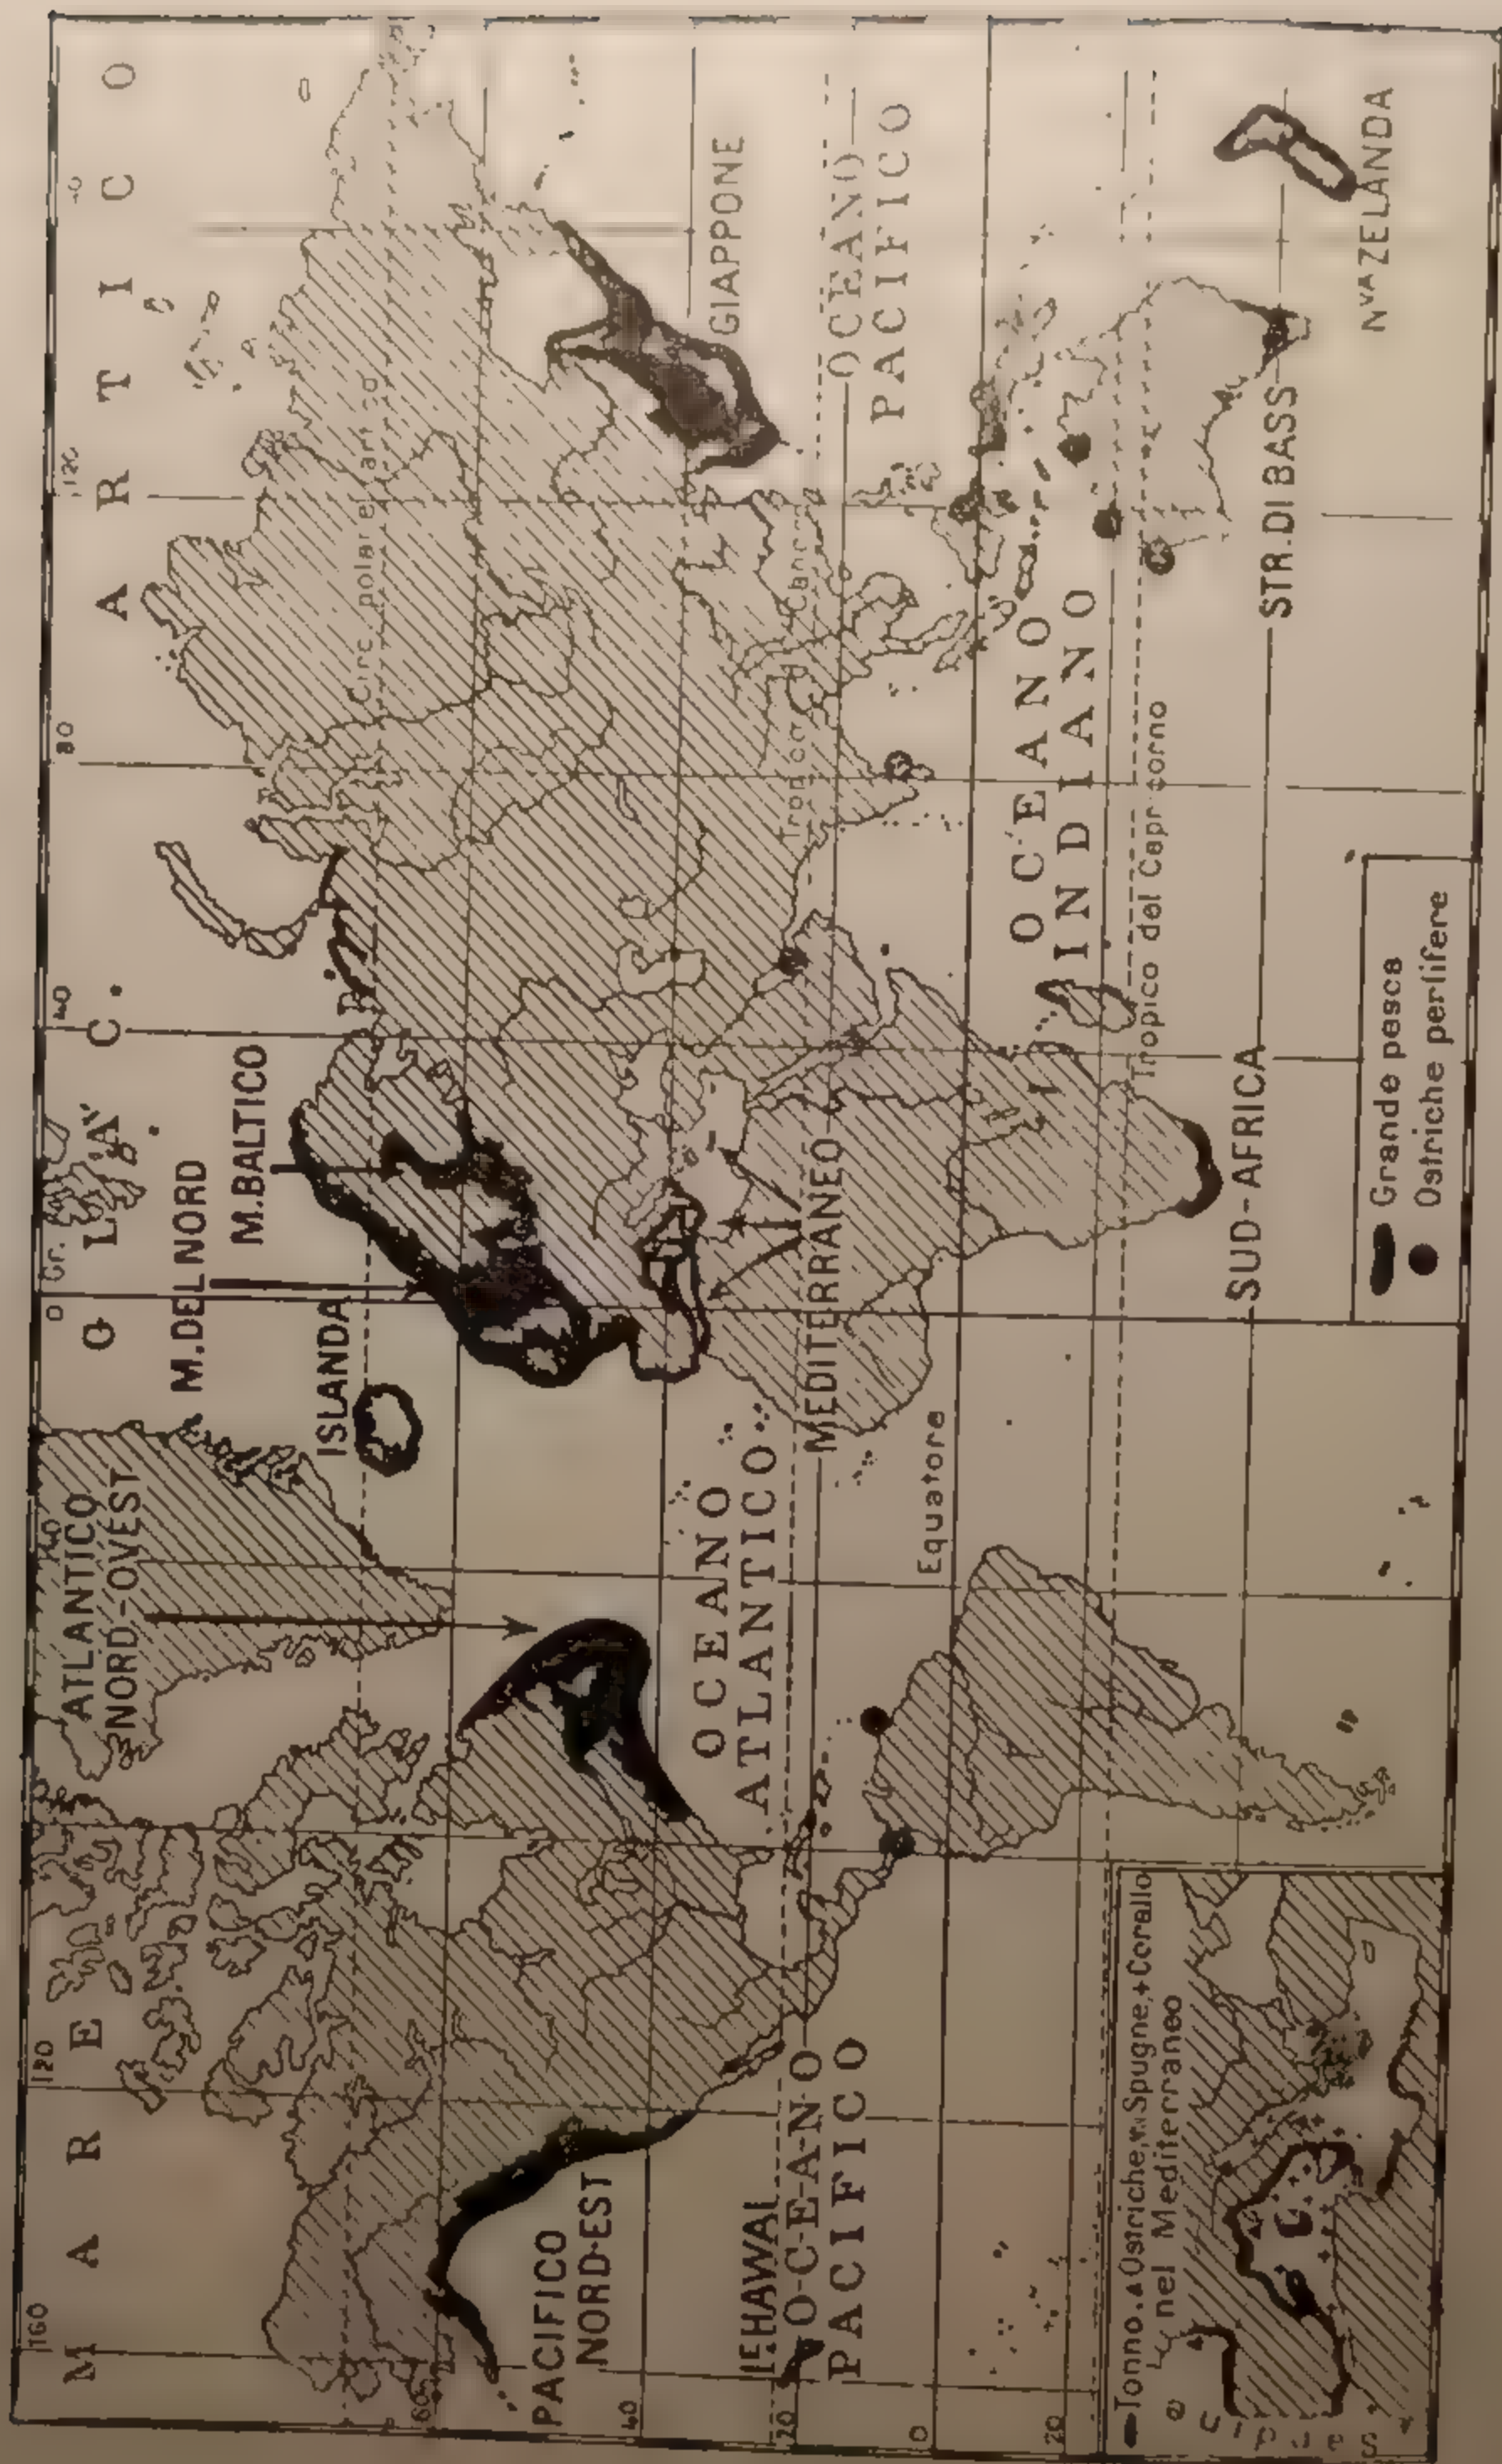 MARE GLAC. ARTICO
160
120
40
0
Gr.
40
80
120
ATLANTICO
NORD-OVEST
M.DEL NORD
M.BALTICO
ISLANDA
Circ. polare
PACIFICO
NORD-EST
GIAPPONE
OCEANO
ATLANTICO
OCEANO
PACIFICO
Iᴱ HAWAI
OCEANO
PACIFICO
MEDITERRANEO
Equatore
OCEANO
INDIANO
Tropico del Capricorno
60
40
20
0
20
SUD-AFRICA
STR.DI BASS
Nᵛᴬ ZELANDA
Tonno. ▲ Ostriche, Spugne, + Corallo
nel Mediterraneo
Grande pesca
Ostriche perlifere